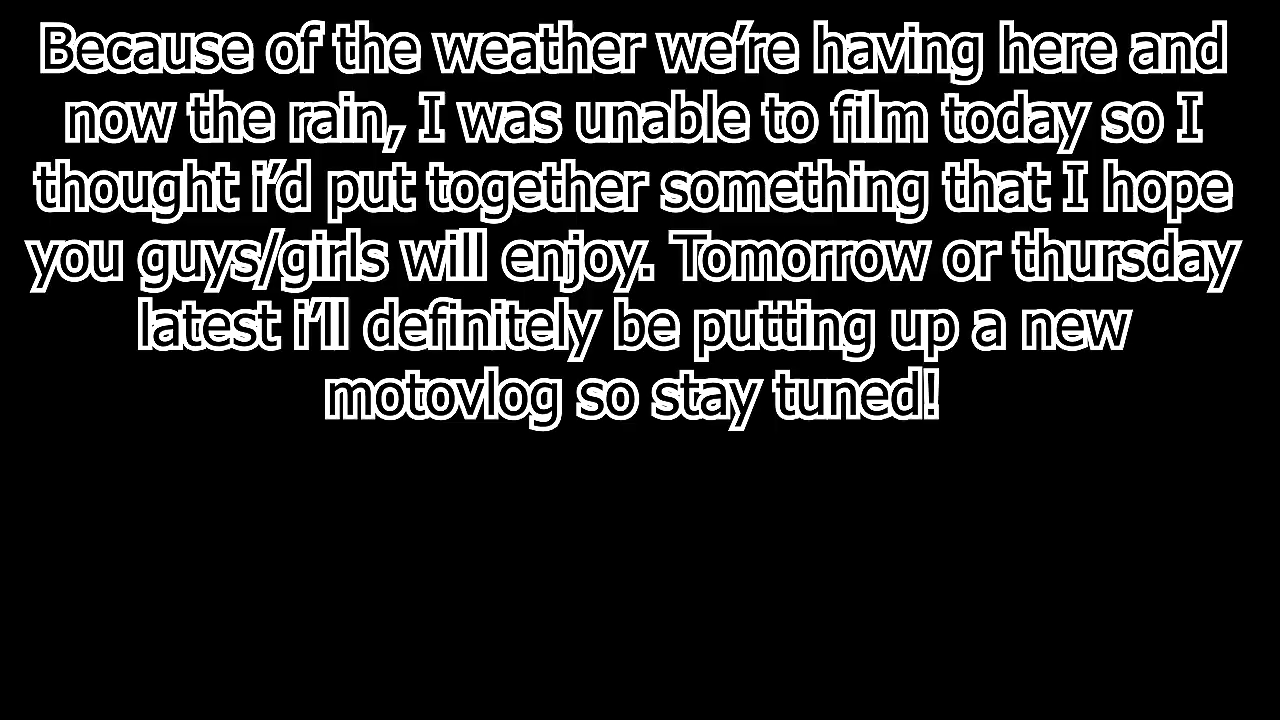 Because of the weather we're having here and
now the rain, I was unable to film today so I
thought i'd put together something that I hope
you guys/girls will enjoy. Tomorrow or thursday
latest i'll definitely be putting up a new
motovlog so stay tuned!